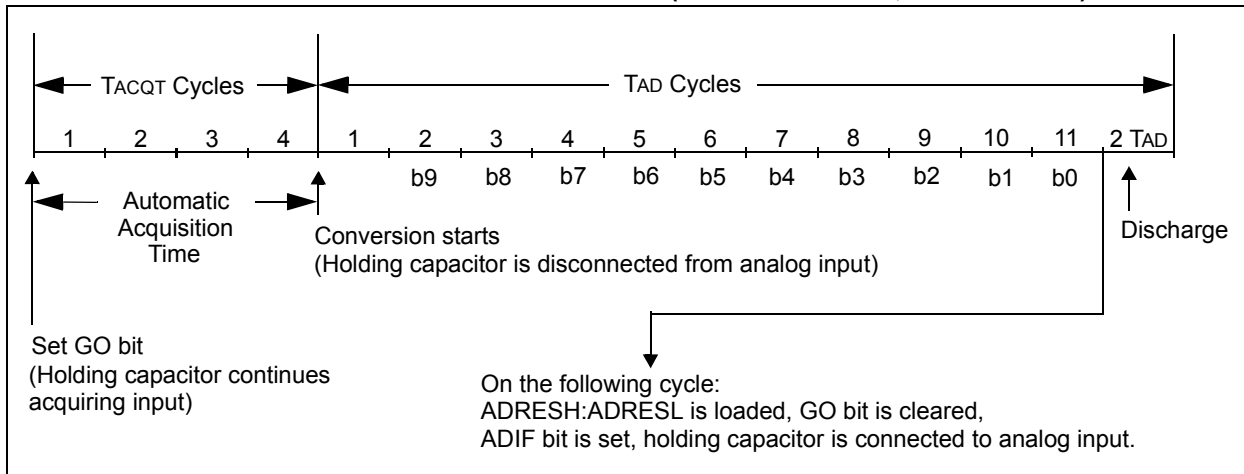 TACQT Cycles
TAD Cycles
1 2 3 4 1 2 3 4 5 6 7 8 9 10 11 2 TAD
b9 b8 b7 b6 b5 b4 b3 b2 b1 b0
Automatic
Acquisition
Time
Conversion starts
(Holding capacitor is disconnected from analog input)
Discharge
Set GO bit
(Holding capacitor continues
acquiring input)
On the following cycle:
ADRESH:ADRESL is loaded, GO bit is cleared,
ADIF bit is set, holding capacitor is connected to analog input.